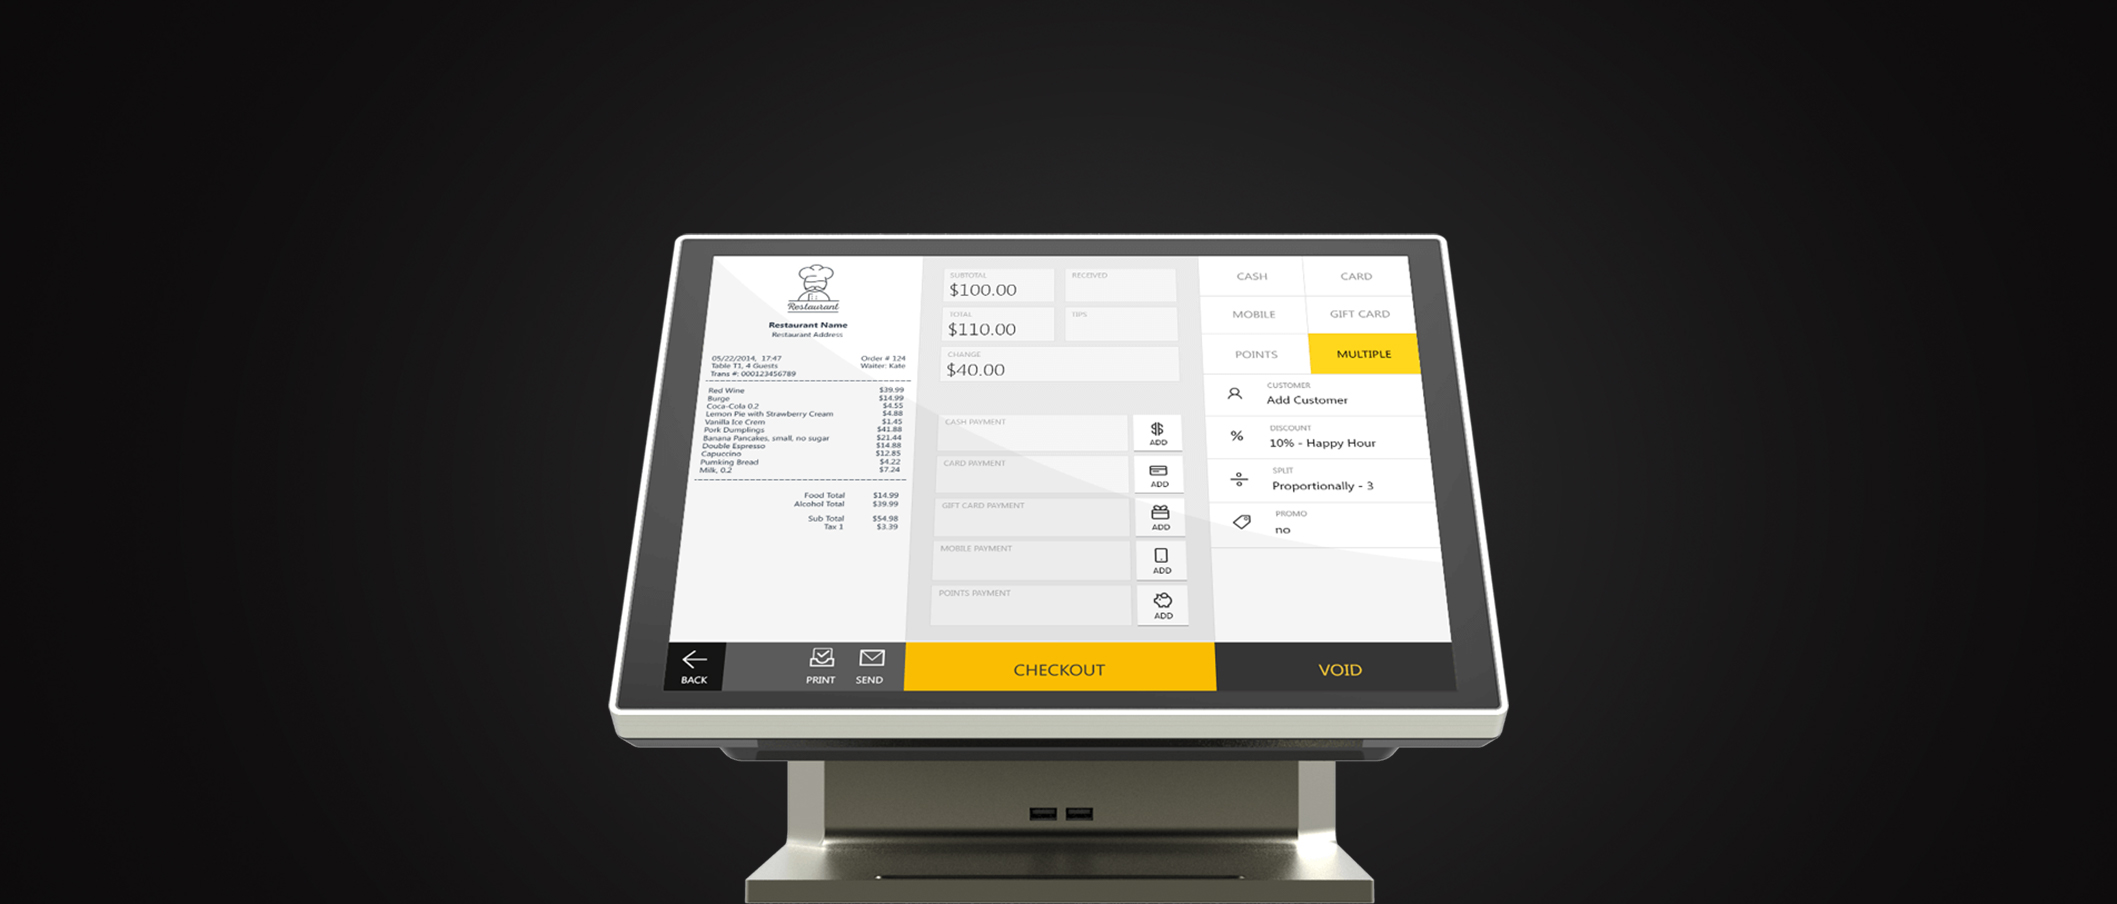 Restaurant
Restaurant Name
Restaurant Address
05/22/2014, 17:47 Order # 124
Table T1, 4 Guests Waiter: Kate
Trans #: 000123456789
Red Wine $39.99
Burge $14.99
Coca-Cola 0.2 $4.55
Lemon Pie with Strawberry Cream $4.88
Vanilla Ice Crem $1.45
Pork Dumplings $41.88
Banana Pancakes, small, no sugar $21.44
Double Espresso $14.88
Capuccino $12.85
Pumking Bread $4.22
Milk, 0.2 $7.24
Food Total $14.99
Alcohol Total $39.99
Sub Total $54.98
Tax 1 $3.39
BACK
PRINT
SEND
SUBTOTAL
$100.00
RECEIVED
TOTAL
$110.00
TIPS
CHANGE
$40.00
CASH PAYMENT
ADD
CARD PAYMENT
ADD
GIFT CARD PAYMENT
ADD
MOBILE PAYMENT
ADD
POINTS PAYMENT
ADD
CHECKOUT
CASH
CARD
MOBILE
GIFT CARD
POINTS
MULTIPLE
CUSTOMER
Add Customer
%
DISCOUNT
10% - Happy Hour
SPLIT
Proportionally - 3
PROMO
no
VOID